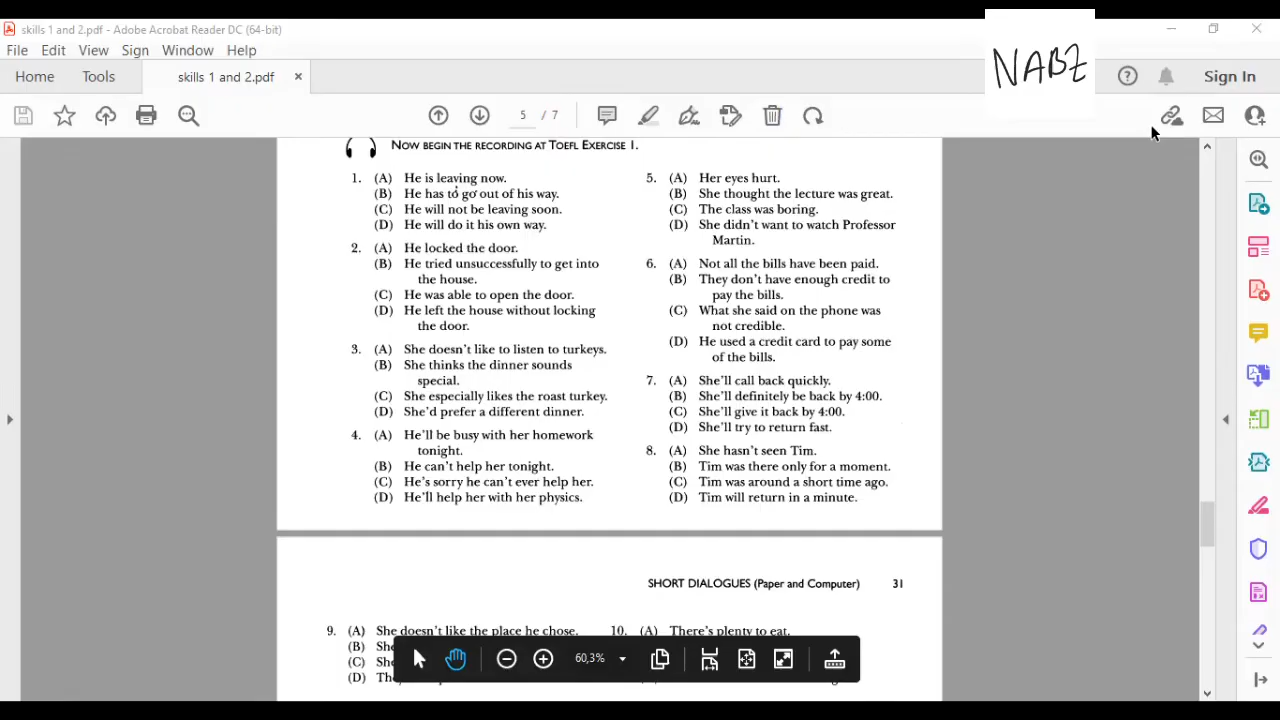 skills 1 and 2.pdf - Adobe Acrobat Reader DC (64-bit)
File Edit View Sign Window Help
NABZ
Home Tools skills 1 and 2.pdf × Sign In
5 / 7
NOW BEGIN THE RECORDING AT TOEFL EXERCISE 1.
1. (A) He is leaving now.
(B) He has to go out of his way.
(C) He will not be leaving soon.
(D) He will do it his own way.
2. (A) He locked the door.
(B) He tried unsuccessfully to get into
the house.
(C) He was able to open the door.
(D) He left the house without locking
the door.
3. (A) She doesn't like to listen to turkeys.
(B) She thinks the dinner sounds
special.
(C) She especially likes the roast turkey.
(D) She'd prefer a different dinner.
4. (A) He'll be busy with her homework
tonight.
(B) He can't help her tonight.
(C) He's sorry he can't ever help her.
(D) He'll help her with her physics.
5. (A) Her eyes hurt.
(B) She thought the lecture was great.
(C) The class was boring.
(D) She didn't want to watch Professor
Martin.
6. (A) Not all the bills have been paid.
(B) They don't have enough credit to
pay the bills.
(C) What she said on the phone was
not credible.
(D) He used a credit card to pay some
of the bills.
7. (A) She'll call back quickly.
(B) She'll definitely be back by 4:00.
(C) She'll give it back by 4:00.
(D) She'll try to return fast.
8. (A) She hasn't seen Tim.
(B) Tim was there only for a moment.
(C) Tim was around a short time ago.
(D) Tim will return in a minute.
SHORT DIALOGUES (Paper and Computer) 31
9. (A) She doesn't like the place he chose.
(B)
(C)
(D)
10. (A) There's plenty to eat.
60,3%